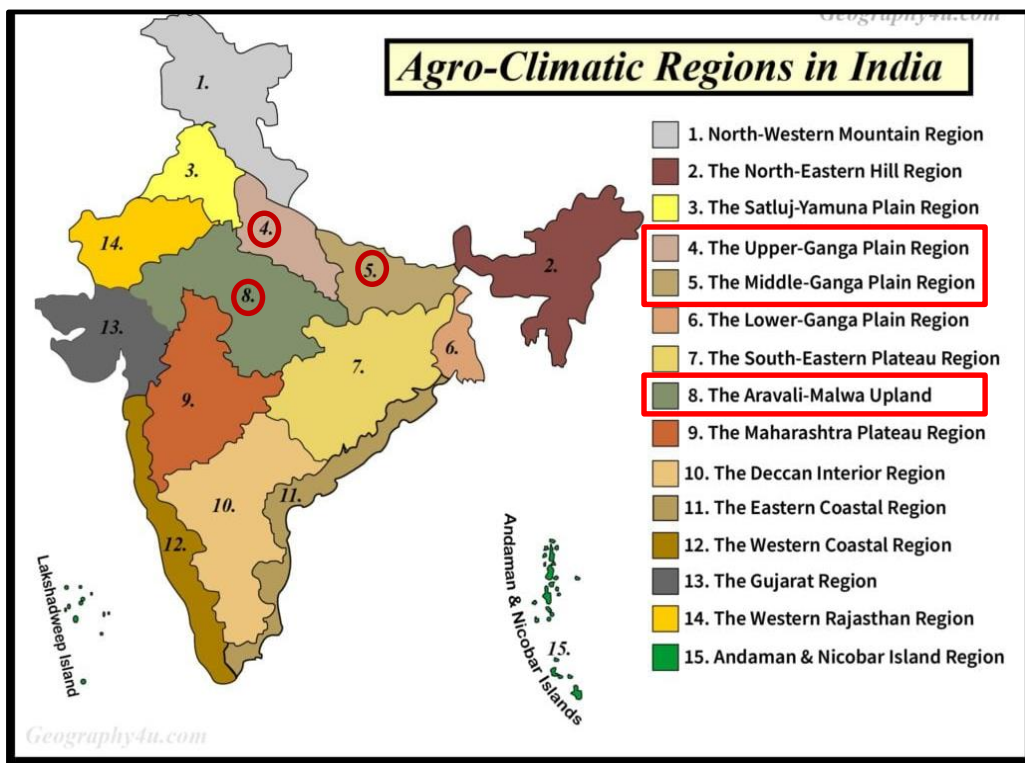 Geography4u.com
Agro-Climatic Regions in India
1.
1. North-Western Mountain Region
2. The North-Eastern Hill Region
3.
3. The Satluj-Yamuna Plain Region
4.
4. The Upper-Ganga Plain Region
14.
2.
5.
5. The Middle-Ganga Plain Region
8.
6. The Lower-Ganga Plain Region
13.
6.
7.
7. The South-Eastern Plateau Region
8. The Aravali-Malwa Upland
9.
9. The Maharashtra Plateau Region
10. The Deccan Interior Region
10.
11.
11. The Eastern Coastal Region
12.
12. The Western Coastal Region
Lakshadweep Island
Andaman & Nicobar Islands
13. The Gujarat Region
14. The Western Rajasthan Region
15.
15. Andaman & Nicobar Island Region
Geography4u.com